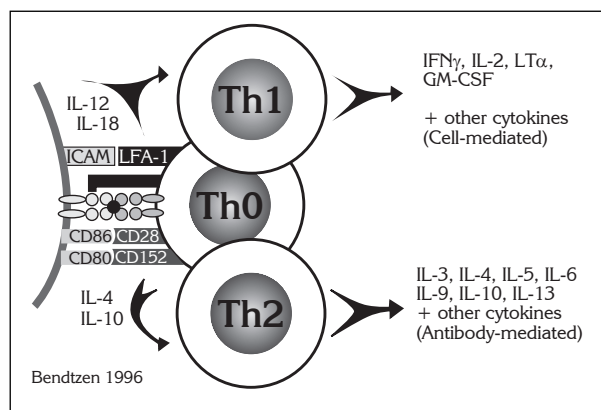 IL-12
IL-18
Th1
IFNγ, IL-2, LTα,
GM-CSF
+ other cytokines
(Cell-mediated)
ICAM LFA-1
Th0
CD86 CD28
CD80 CD152
IL-4
IL-10
Th2
IL-3, IL-4, IL-5, IL-6
IL-9, IL-10, IL-13
+ other cytokines
(Antibody-mediated)
Bendtzen 1996